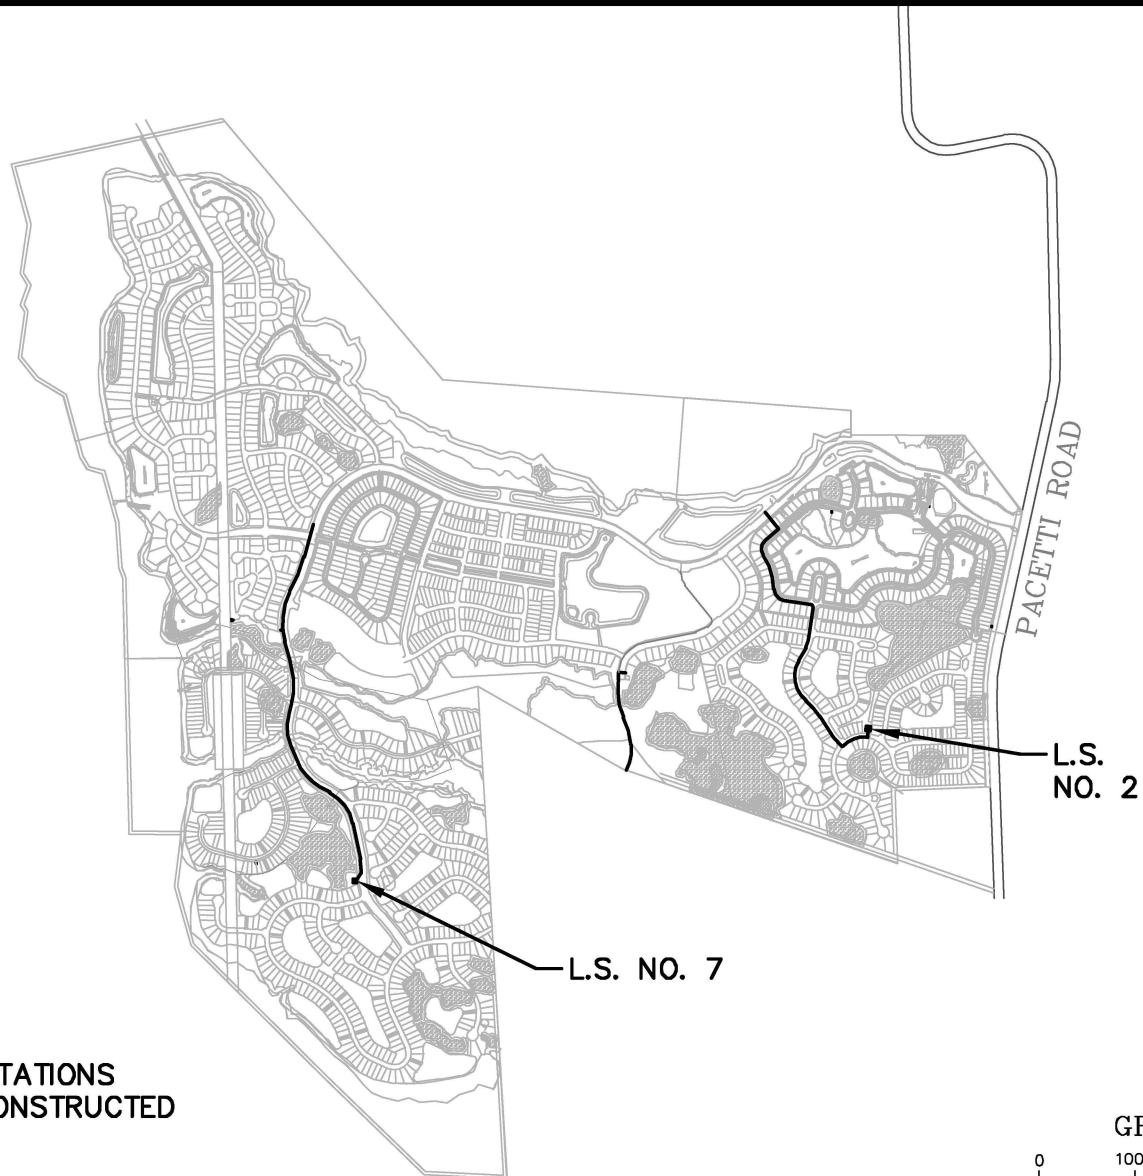 PACETTI ROAD
L.S.
NO. 2
L.S. NO. 7
TATIONS
ONSTRUCTED
0
100